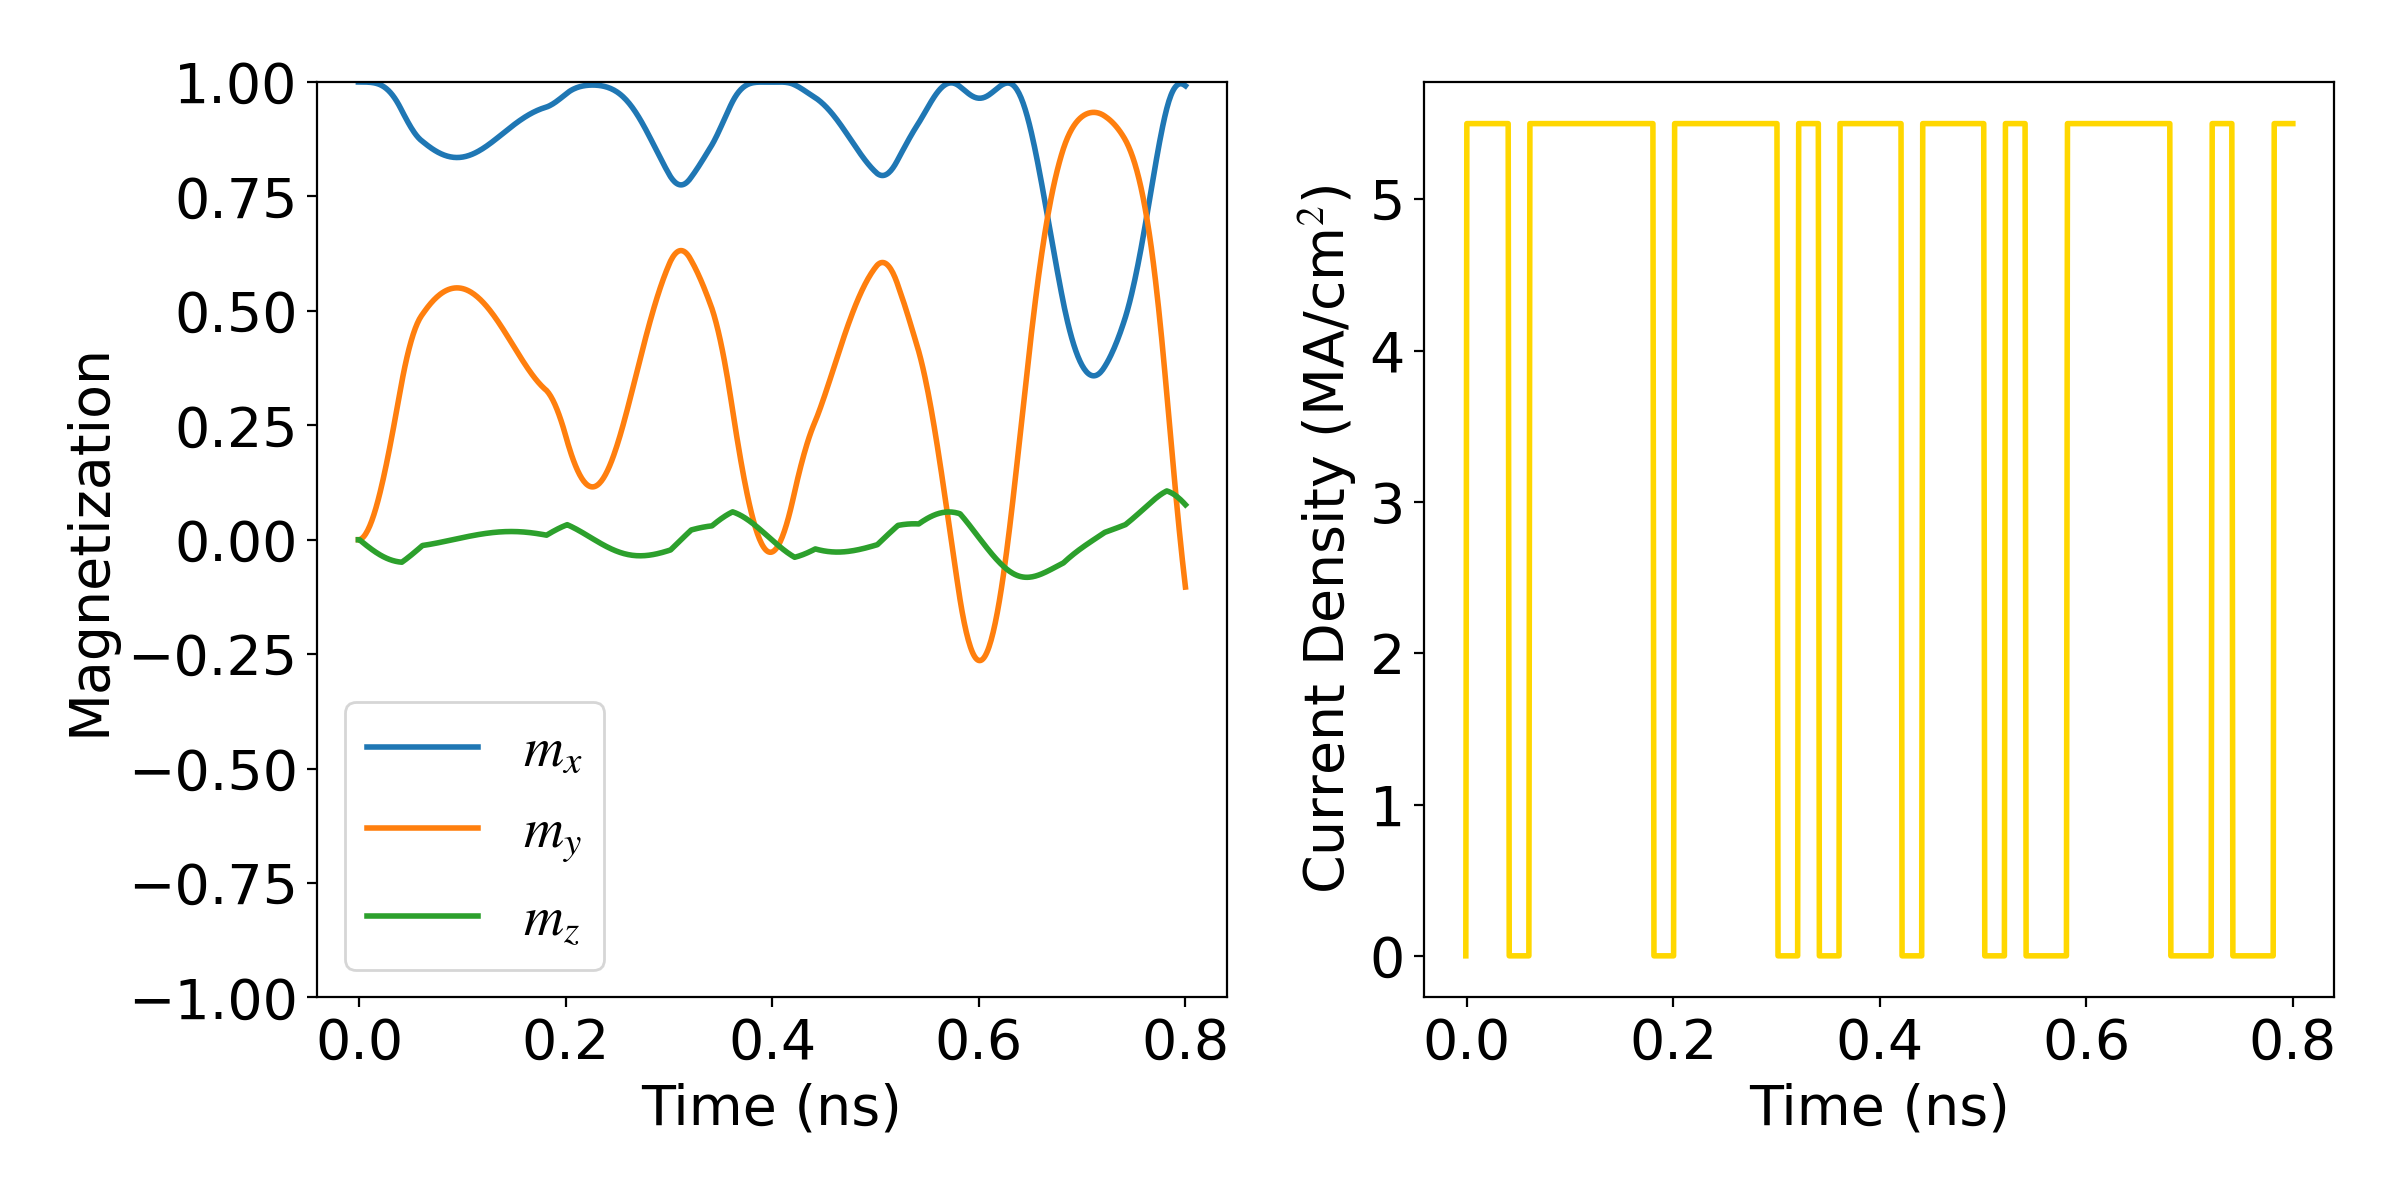 Magnetization
1.00
0.75
0.50
0.25
0.00
−0.25
−0.50
−0.75
−1.00
m_x
m_y
m_z
0.0 0.2 0.4 0.6 0.8
Time (ns)
Current Density (MA/cm²)
5
4
3
2
1
0
0.0 0.2 0.4 0.6 0.8
Time (ns)